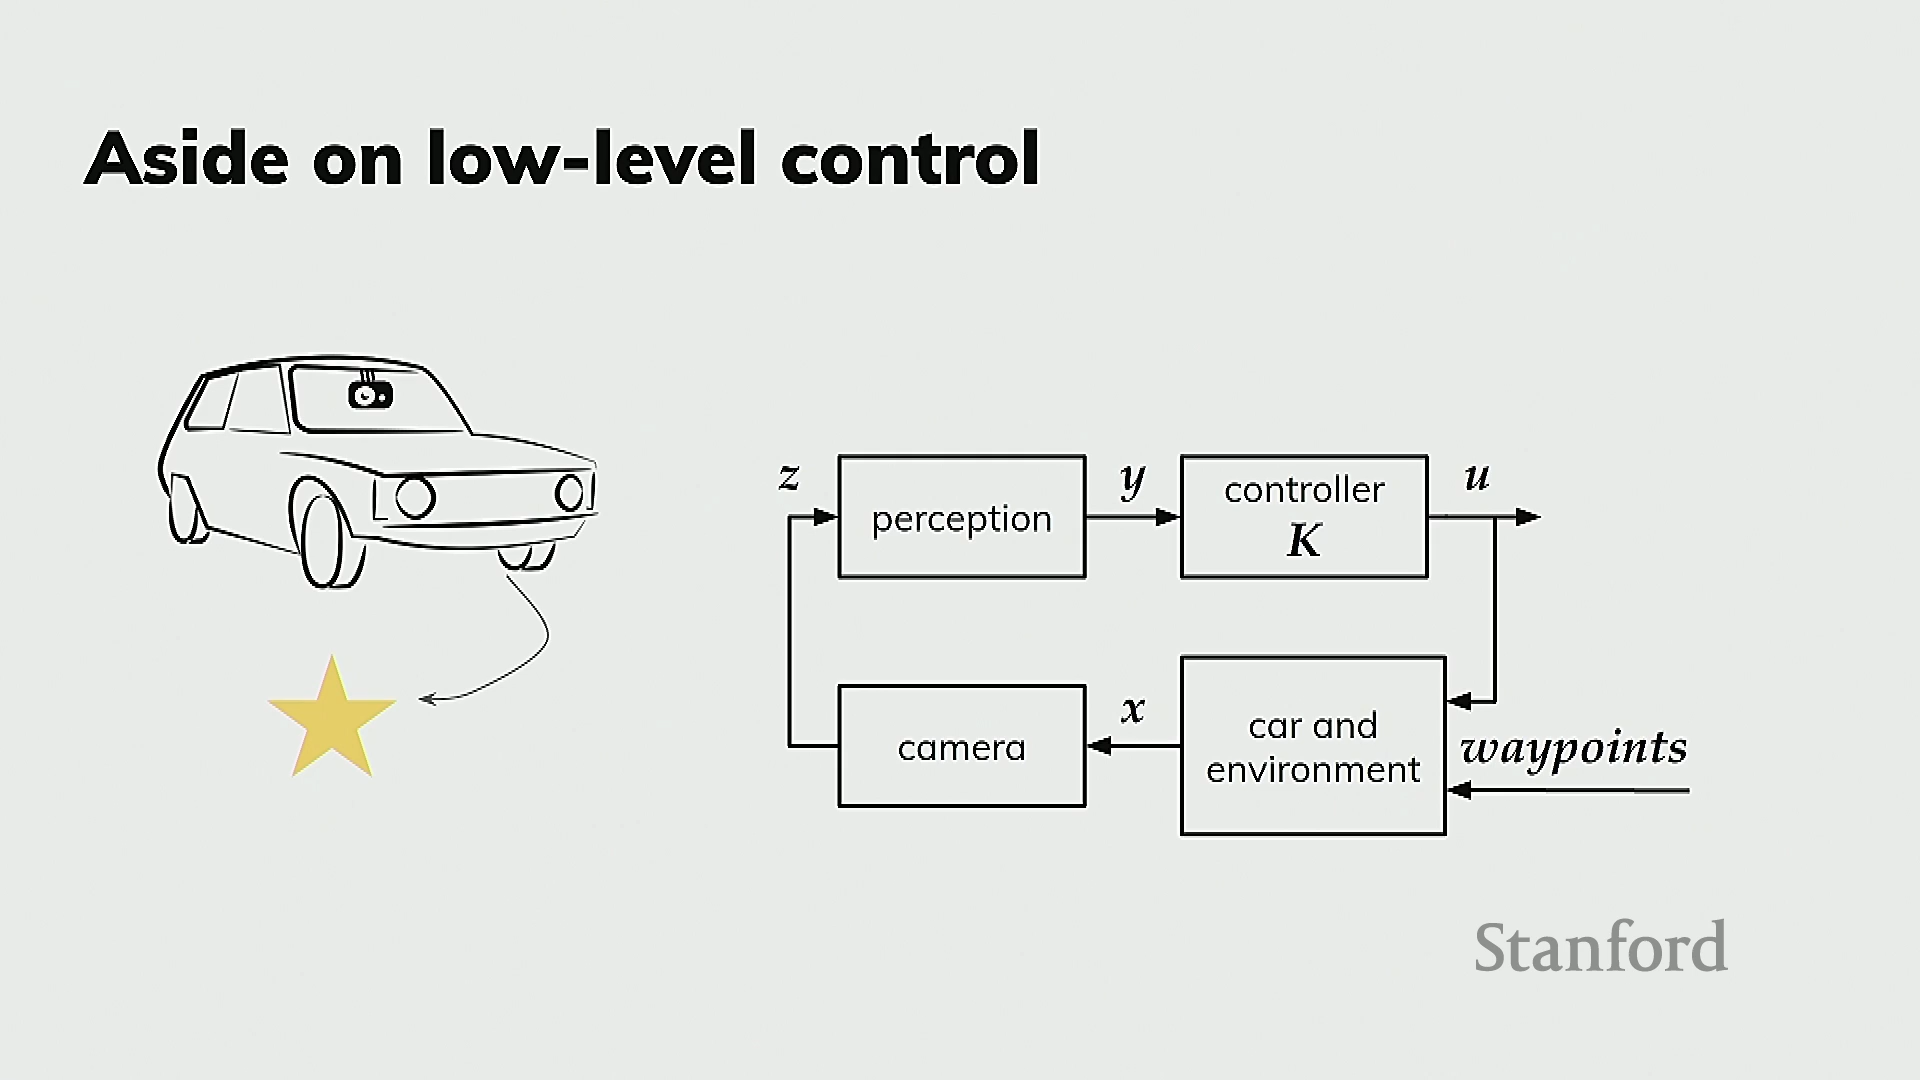 Aside on low-level control
z
perception
y
controller
K
u
camera
x
car and
environment
waypoints
Stanford